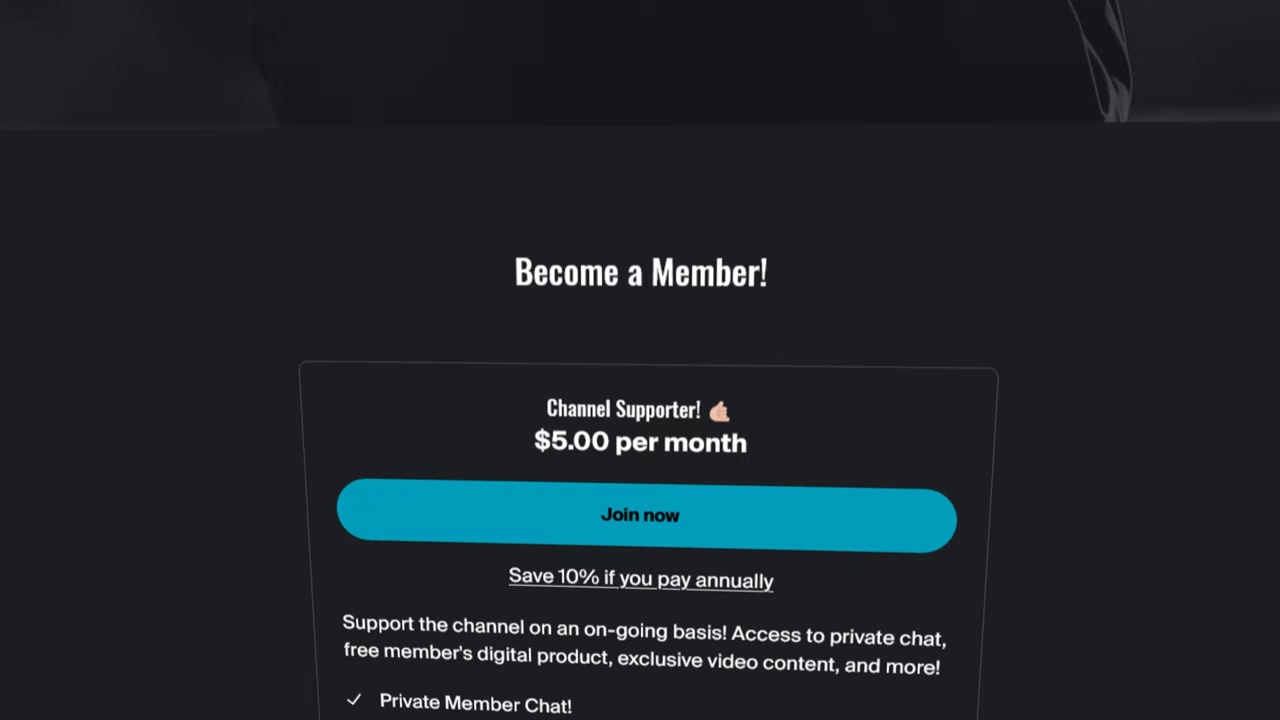 Become a Member!
Channel Supporter! 🤙
$5.00 per month
Join now
Save 10% if you pay annually
Support the channel on an on-going basis! Access to private chat,
free member's digital product, exclusive video content, and more!
✓ Private Member Chat!